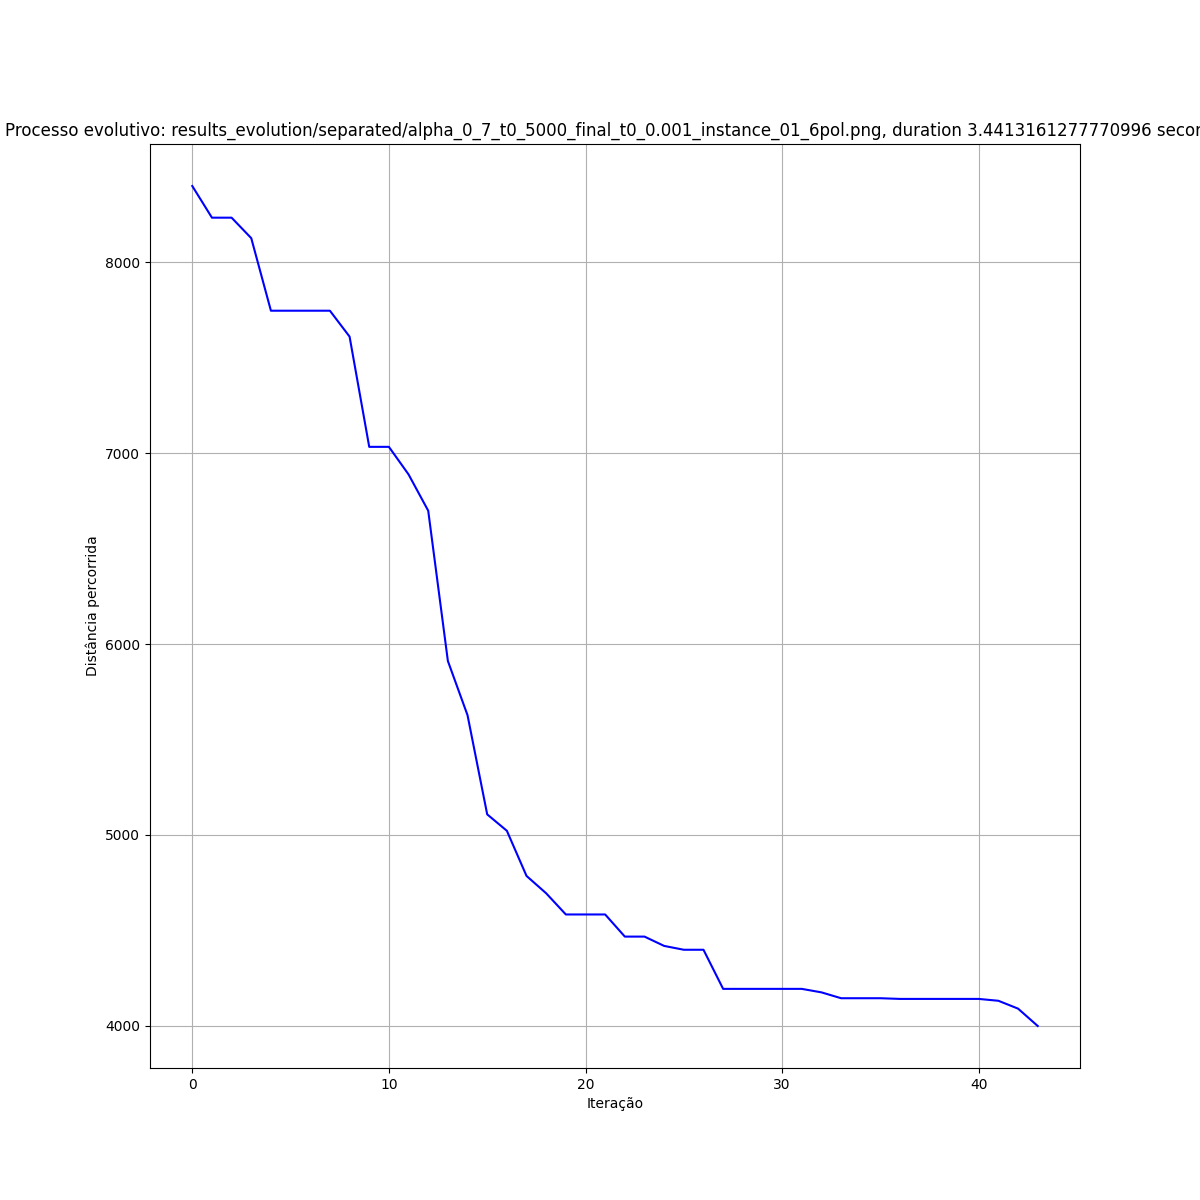 Processo evolutivo: results_evolution/separated/alpha_0_7_t0_5000_final_t0_0.001_instance_01_6pol.png, duration 3.4413161277770996 secon
8000
7000
6000
5000
4000
Distância percorrida
0 10 20 30 40
Iteração